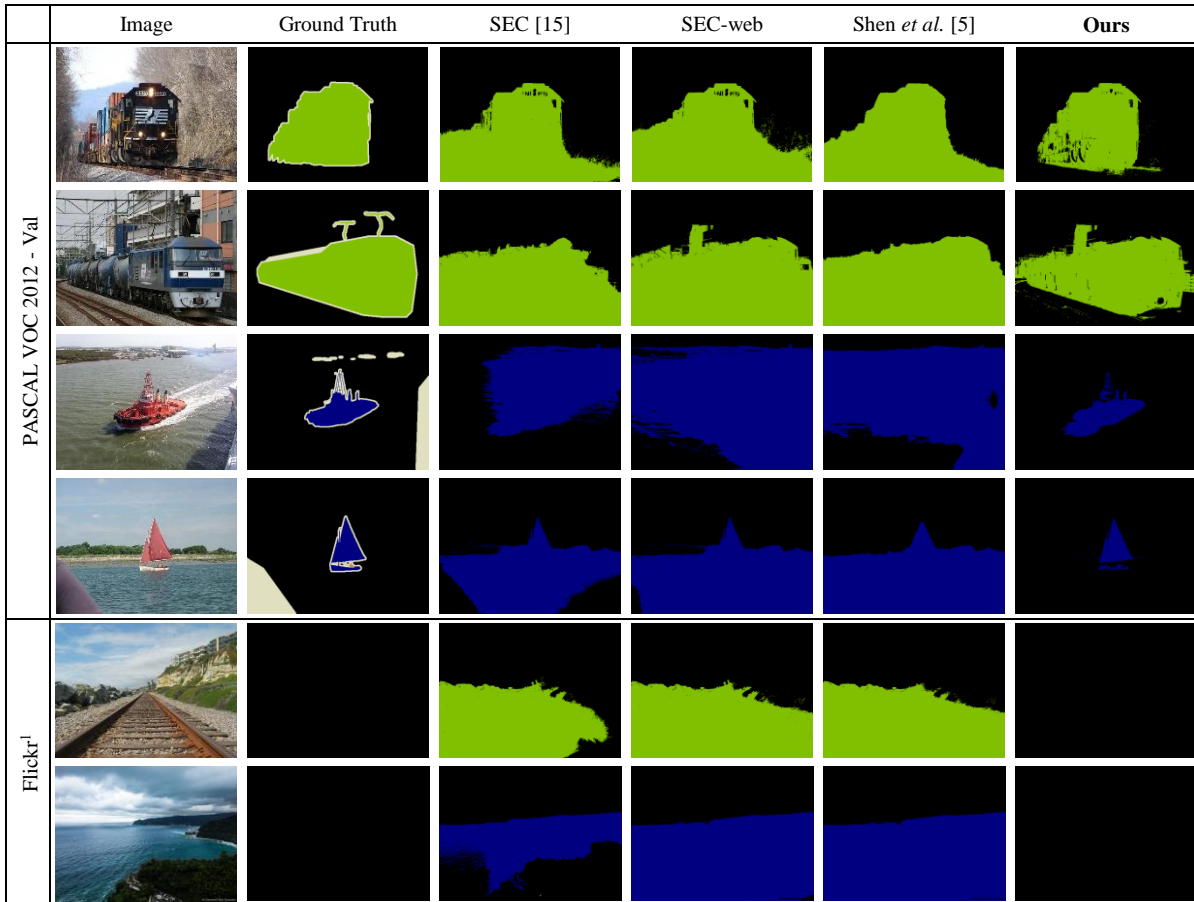 Image Ground Truth SEC [15] SEC-web Shen et al. [5] Ours
PASCAL VOC 2012 - Val
Flickr1